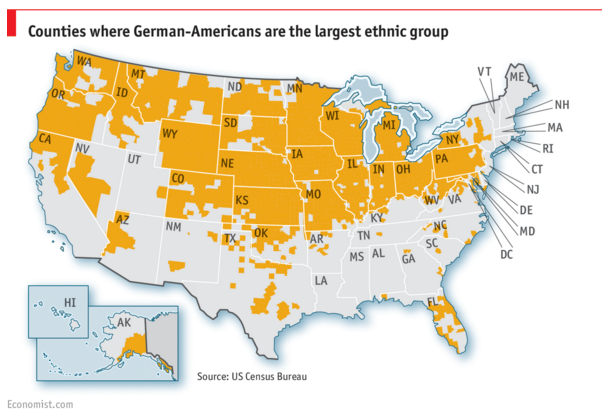 Counties where German-Americans are the largest ethnic group
WA
MT
ND
MN
VT
ME
OR
ID
SD
WI
MI
NH
MA
RI
CT
NY
WY
IA
NE
IL
IN
OH
PA
NJ
DE
MD
DC
CA
NV
UT
CO
KS
MO
WV
VA
KY
AZ
NM
TX
OK
AR
TN
NC
SC
MS
AL
GA
LA
FL
HI
AK
Source: US Census Bureau
Economist.com